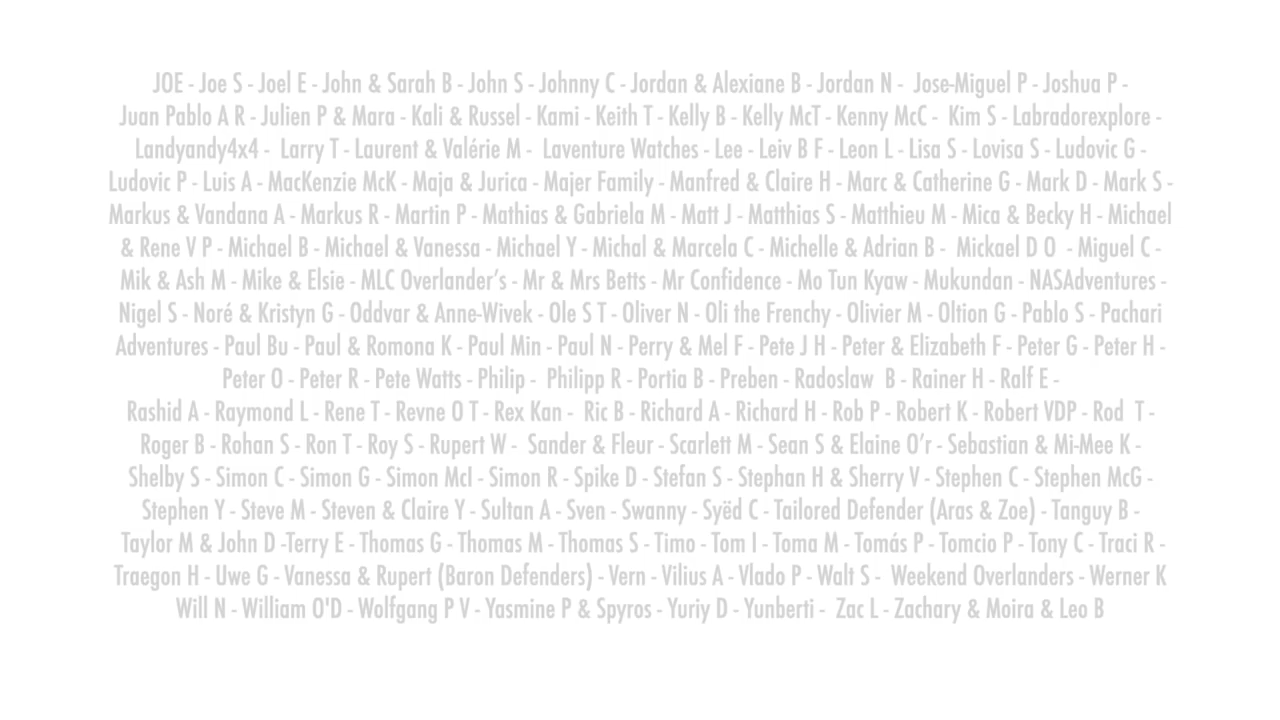 JOE - Joe S - Joel E - John & Sarah B - John S - Johnny C - Jordan & Alexiane B - Jordan N - Jose-Miguel P - Joshua P -
Juan Pablo A R - Julien P & Mara - Kali & Russel - Kami - Keith T - Kelly B - Kelly McT - Kenny McC - Kim S - Labradorexplore -
Landyandy4x4 - Larry T - Laurent & Valérie M - Laventure Watches - Lee - Leiv B F - Leon L - Lisa S - Lovisa S - Ludovic G -
Ludovic P - Luis A - MacKenzie McK - Maja & Jurica - Majer Family - Manfred & Claire H - Marc & Catherine G - Mark D - Mark S -
Markus & Vandana A - Markus R - Martin P - Mathias & Gabriela M - Matt J - Matthias S - Matthieu M - Mica & Becky H - Michael
& Rene V P - Michael B - Michael & Vanessa - Michael Y - Michal & Marcela C - Michelle & Adrian B - Mickael D O - Miguel C -
Mik & Ash M - Mike & Elsie - MLC Overlander's - Mr & Mrs Betts - Mr Confidence - Mo Tun Kyaw - Mukundan - NASAdventures -
Nigel S - Noré & Kristyn G - Oddvar & Anne-Wivek - Ole S T - Oliver N - Oli the Frenchy - Olivier M - Oltion G - Pablo S - Pachari
Adventures - Paul Bu - Paul & Romona K - Paul Min - Paul N - Perry & Mel F - Pete J H - Peter & Elizabeth F - Peter G - Peter H -
Peter O - Peter R - Pete Watts - Philip - Philipp R - Portia B - Preben - Radoslaw B - Rainer H - Ralf E -
Rashid A - Raymond L - Rene T - Revne O T - Rex Kan - Ric B - Richard A - Richard H - Rob P - Robert K - Robert VDP - Rod T -
Roger B - Rohan S - Ron T - Roy S - Rupert W - Sander & Fleur - Scarlett M - Sean S & Elaine O'r - Sebastian & Mi-Mee K -
Shelby S - Simon C - Simon G - Simon McI - Simon R - Spike D - Stefan S - Stephan H & Sherry V - Stephen C - Stephen McG -
Stephen Y - Steve M - Steven & Claire Y - Sultan A - Sven - Swanny - Syëd C - Tailored Defender (Aras & Zoe) - Tanguy B -
Taylor M & John D -Terry E - Thomas G - Thomas M - Thomas S - Timo - Tom I - Toma M - Tomás P - Tomcio P - Tony C - Traci R -
Traegon H - Uwe G - Vanessa & Rupert (Baron Defenders) - Vern - Vilius A - Vlado P - Walt S - Weekend Overlanders - Werner K
Will N - William O'D - Wolfgang P V - Yasmine P & Spyros - Yuriy D - Yunberti - Zac L - Zachary & Moira & Leo B